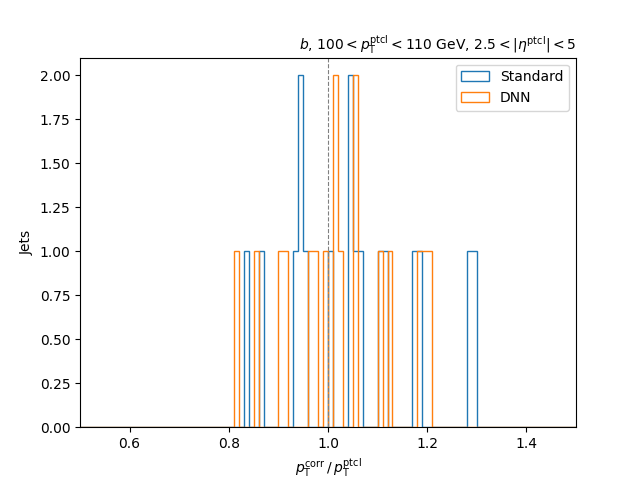 b, 100 < p_T^ptcl < 110 GeV, 2.5 < |η^ptcl| < 5
Standard
DNN
Jets
2.00
1.75
1.50
1.25
1.00
0.75
0.50
0.25
0.00
0.6 0.8 1.0 1.2 1.4
p_T^corr / p_T^ptcl